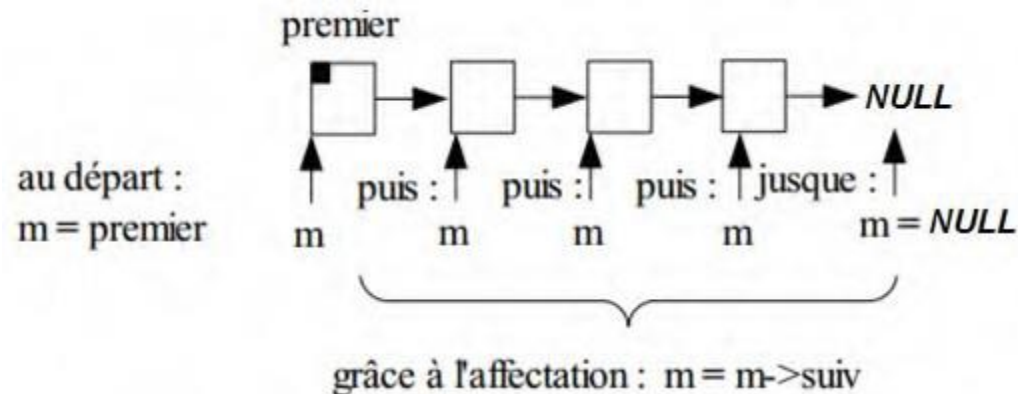 premier
NULL
au départ :
m = premier
puis :
puis :
puis :
jusque :
m
m
m
m
m = NULL
grâce à l'affectation : m = m->suiv